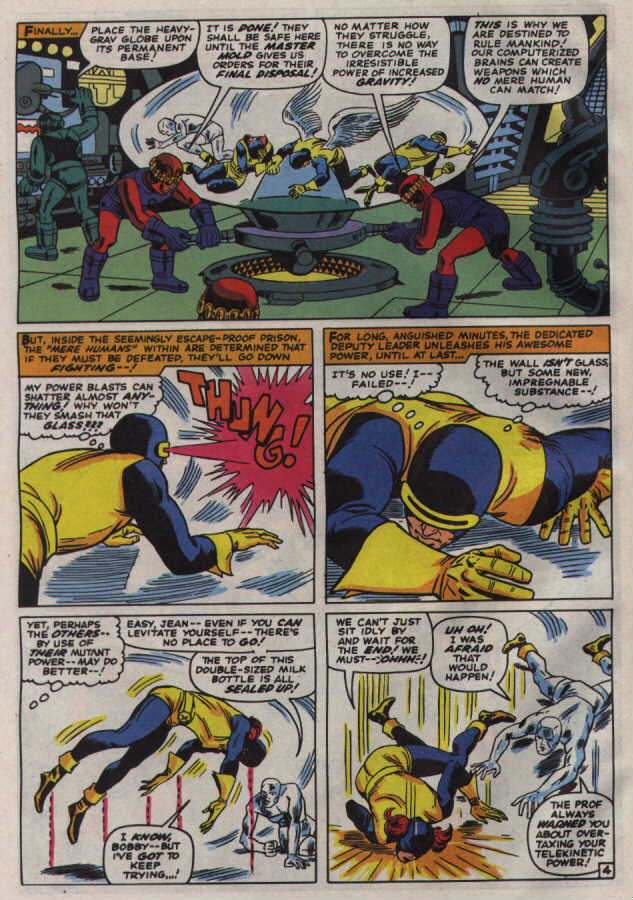 FINALLY...
PLACE THE HEAVY-
GRAV GLOBE UPON
ITS PERMANENT
BASE!
IT IS DONE! THEY
SHALL BE SAFE HERE
UNTIL THE MASTER
MOLD GIVES US
ORDERS FOR THEIR
FINAL DISPOSAL!
NO MATTER HOW
THEY STRUGGLE,
THERE IS NO WAY
TO OVERCOME THE
IRRESISTIBLE
POWER OF INCREASED
GRAVITY!
THIS IS WHY WE
ARE DESTINED TO
RULE MANKIND! OUR
COMPUTERIZED
BRAINS CAN CREATE
WEAPONS WHICH
NO MERE HUMAN
CAN MATCH!
BUT, INSIDE THE SEEMINGLY ESCAPE-PROOF PRISON,
THE "MERE HUMANS" WITHIN ARE DETERMINED THAT
IF THEY MUST BE DEFEATED, THEY'LL GO DOWN
FIGHTING--!
MY POWER BLASTS CAN
SHATTER ALMOST ANY-
THING! WHY WON'T
THEY SMASH THAT
GLASS???
THUNG!
FOR LONG, ANGUISHED MINUTES, THE DEDICATED
DEPUTY LEADER UNLEASHES HIS AWESOME
POWER, UNTIL AT LAST...
IT'S NO USE! I--
FAILED--!
THE WALL ISN'T GLASS,
BUT SOME NEW,
IMPREGNABLE
SUBSTANCE--!
YET, PERHAPS
THE OTHERS--
BY USE OF
THEIR MUTANT
POWER--MAY DO
BETTER--!
EASY, JEAN--EVEN IF YOU CAN
LEVITATE YOURSELF--THERE'S
NO PLACE TO GO!
THE TOP OF THIS
DOUBLE-SIZED MILK
BOTTLE IS ALL
SEALED UP!
I KNOW,
BOBBY--BUT
I'VE GOT TO
KEEP
TRYING...!
WE CAN'T JUST
SIT IDLY BY
AND WAIT FOR
THE END! WE
MUST--OHHH!
UH OH!
I WAS
AFRAID
THAT
WOULD
HAPPEN!
THE PROF
ALWAYS
WARNED YOU
ABOUT OVER-
TAXING YOUR
TELEKINETIC
POWER!
4